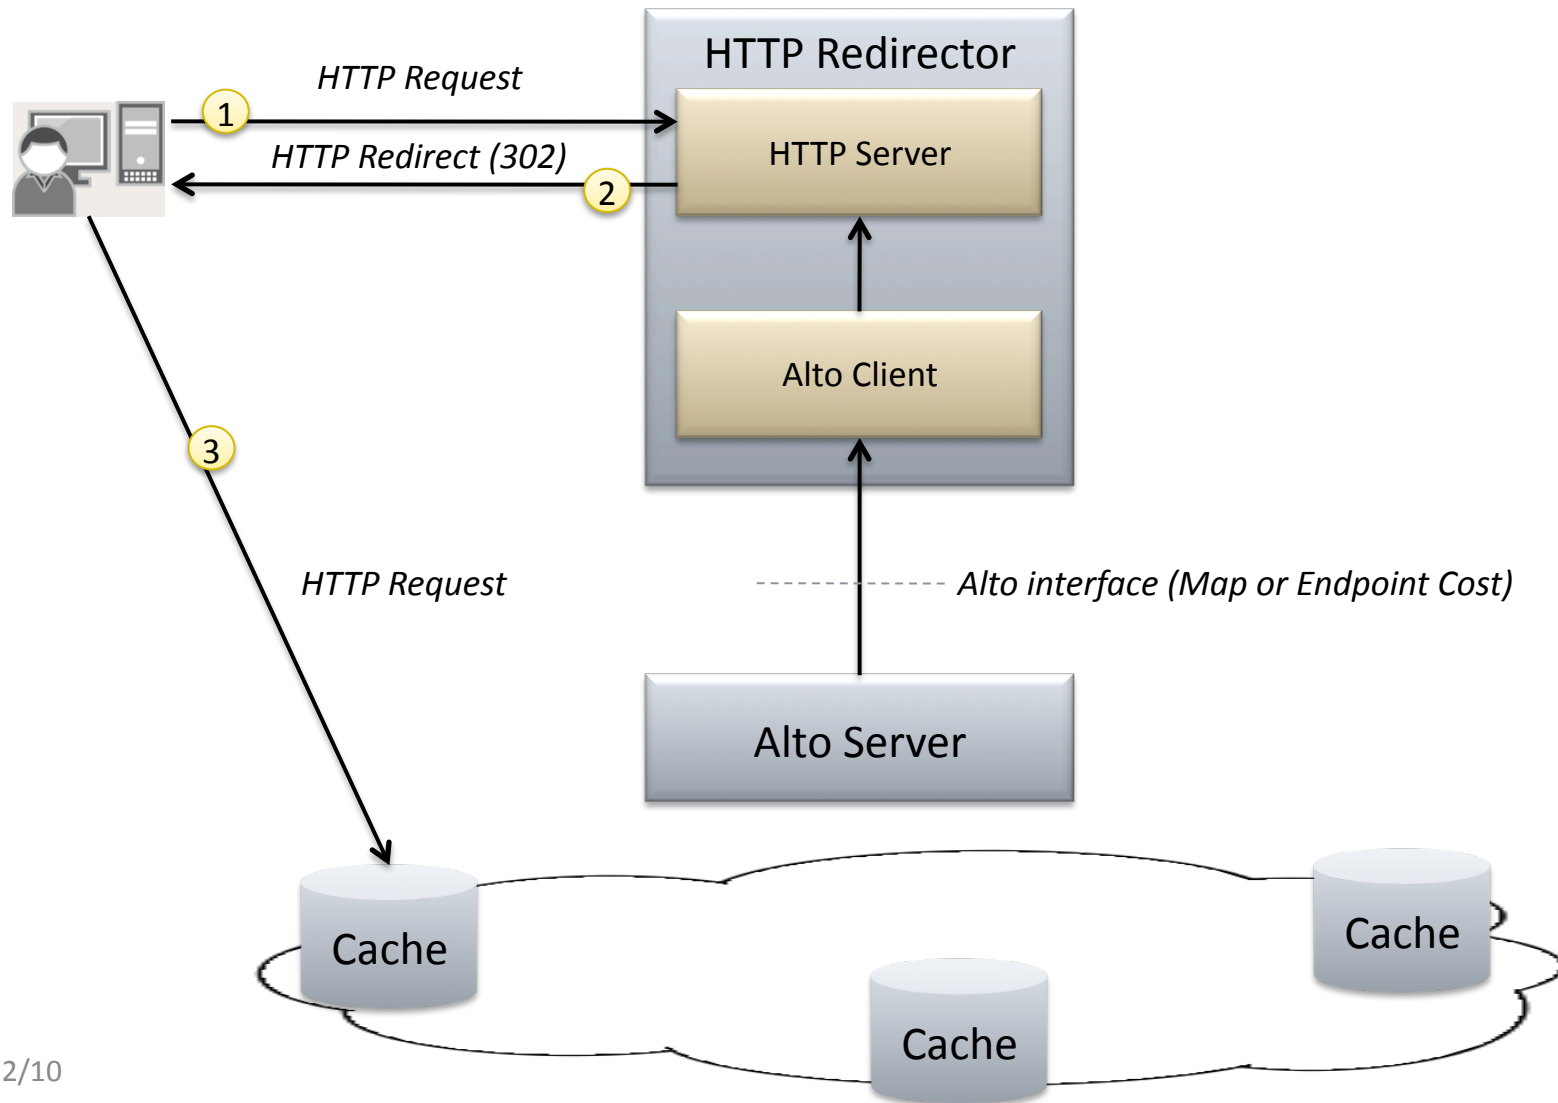 HTTP Redirector
HTTP Request
1
HTTP Server
HTTP Redirect (302)
2
Alto Client
3
HTTP Request
Alto interface (Map or Endpoint Cost)
Alto Server
Cache
Cache
Cache
2/10